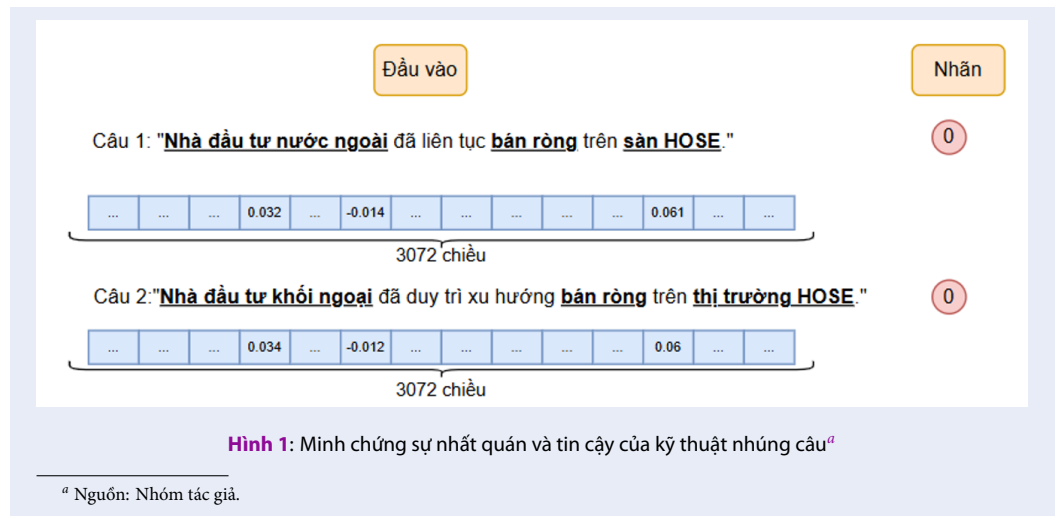 Đầu vào
Nhãn
Câu 1: "Nhà đầu tư nước ngoài đã liên tục bán ròng trên sàn HOSE."
0
... ... ... 0.032 ... -0.014 ... ... ... ... ... 0.061 ... ...
3072 chiều
Câu 2:"Nhà đầu tư khối ngoại đã duy trì xu hướng bán ròng trên thị trường HOSE."
0
... ... ... 0.034 ... -0.012 ... ... ... ... ... 0.06 ... ...
3072 chiều
Hình 1: Minh chứng sự nhất quán và tin cậy của kỹ thuật nhúng câuᵃ
ᵃ Nguồn: Nhóm tác giả.